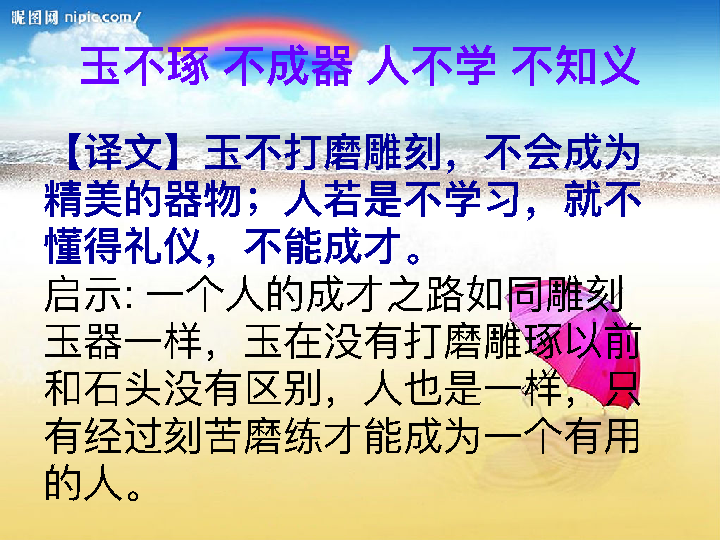 昵图网 nipic.com/
玉不琢 不成器 人不学 不知义
【译文】玉不打磨雕刻，不会成为
精美的器物；人若是不学习，就不
懂得礼仪，不能成才。
启示: 一个人的成才之路如同雕刻
玉器一样，玉在没有打磨雕琢以前
和石头没有区别，人也是一样，只
有经过刻苦磨练才能成为一个有用
的人。